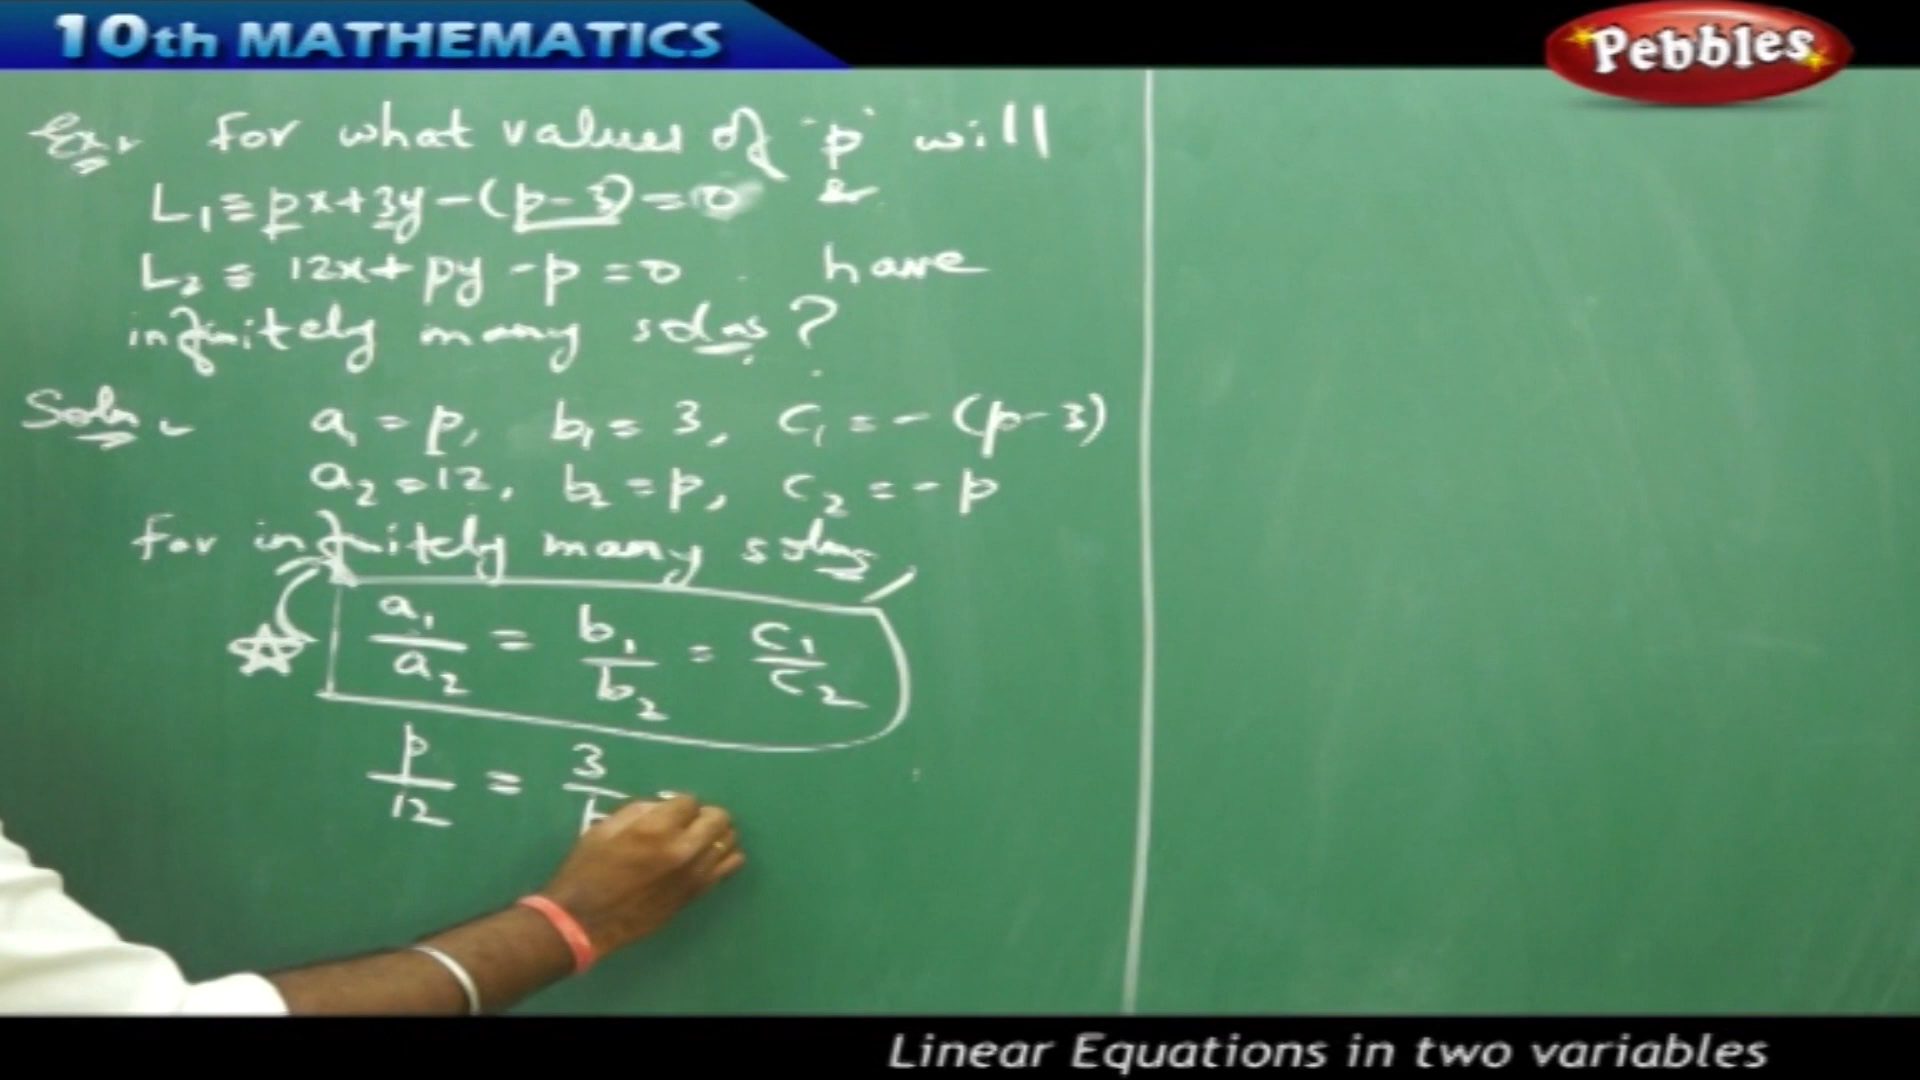 10th MATHEMATICS
Pebbles
Ex. For what values of 'p' will
L₁ ≡ px+3y-(p-3)=0 &
L₂ ≡ 12x+py-p=0 have
infinitely many solns?
Soln.
a₁=p, b₁=3, c₁=-(p-3)
a₂=12, b₂=p, c₂=-p
for infinitely many solns,
a₁/a₂ = b₁/b₂ = c₁/c₂
p/12 = 3/p =
Linear Equations in two variables